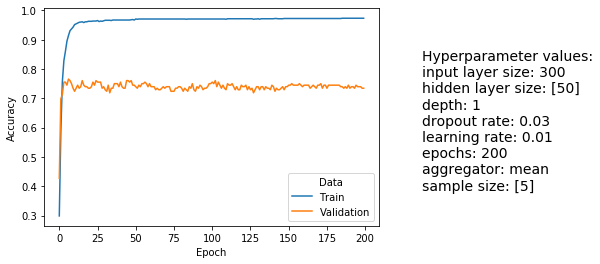 1.0
0.9
0.8
0.7
0.6
0.5
0.4
0.3
Accuracy
0 25 50 75 100 125 150 175 200
Epoch
Data
Train
Validation
Hyperparameter values:
input layer size: 300
hidden layer size: [50]
depth: 1
dropout rate: 0.03
learning rate: 0.01
epochs: 200
aggregator: mean
sample size: [5]